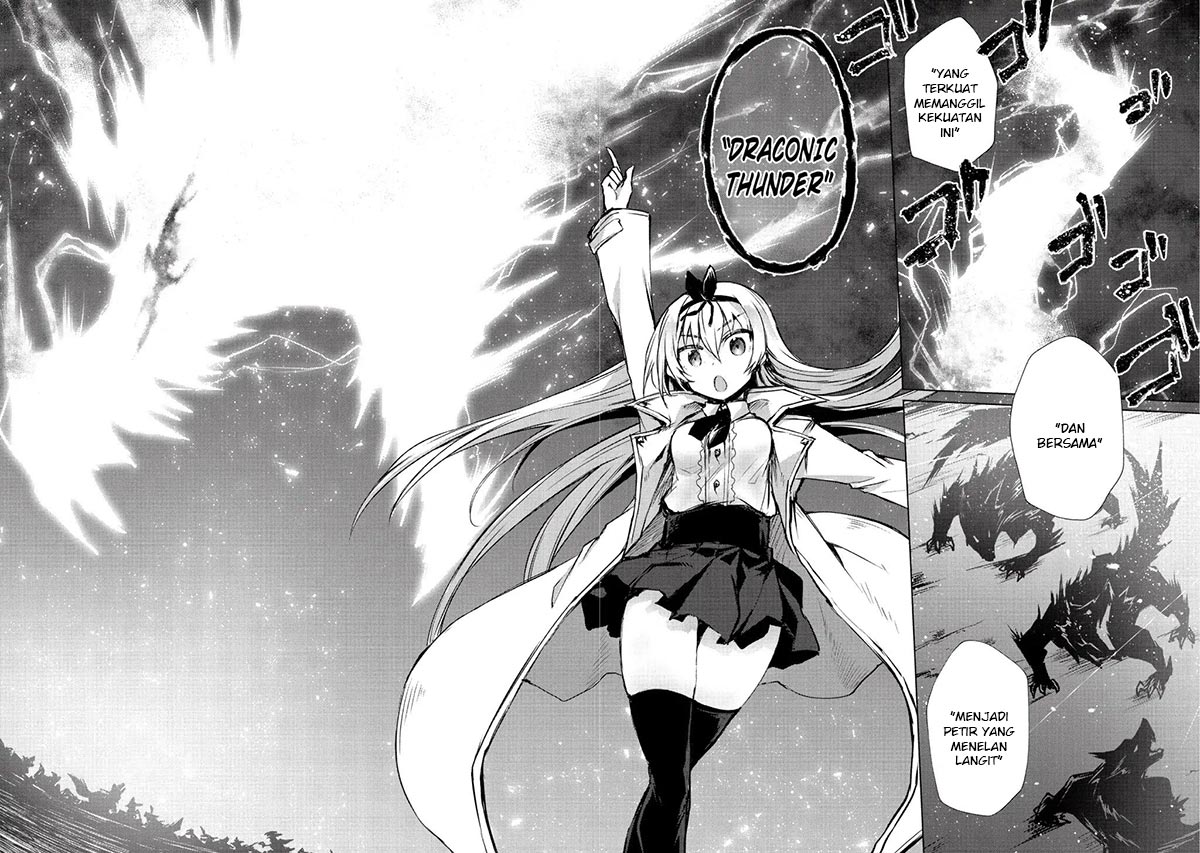 "YANG
TERKUAT
MEMANGGIL
KEKUATAN
INI"
"DAN
BERSAMA"
"MENJADI
PETIR YANG
MENELAN
LANGIT"
"DRACONIC
THUNDER"
ゴ
ゴ
ゴ
ゴ
ゴ
ゴ
ゴ